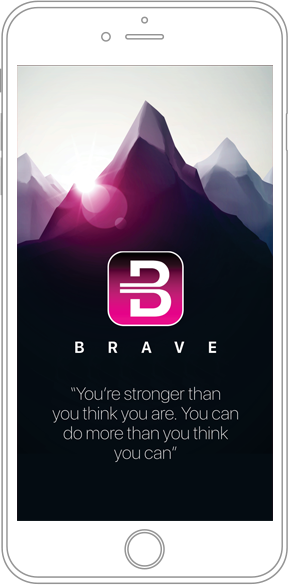 B
B R A V E
“You’re stronger than
you think you are. You can
do more than you think
you can”